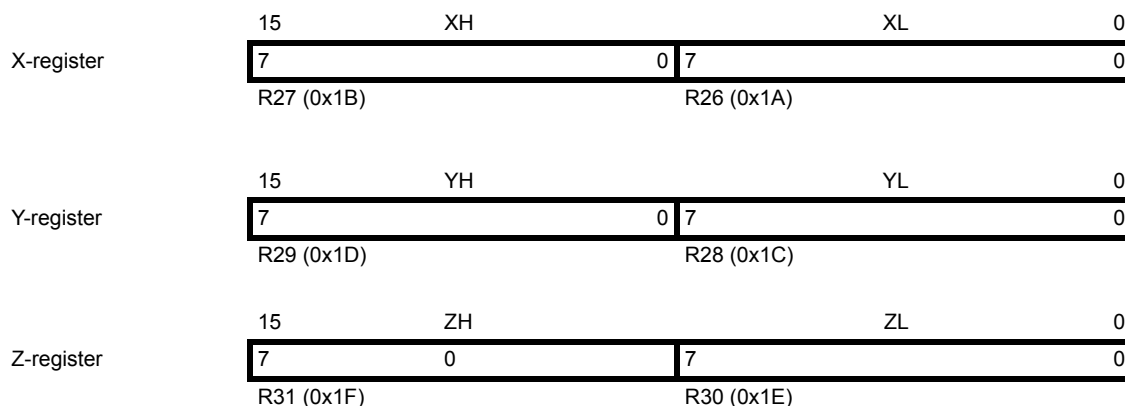 15 XH XL 0
X-register 7 0 7 0
R27 (0x1B) R26 (0x1A)
15 YH YL 0
Y-register 7 0 7 0
R29 (0x1D) R28 (0x1C)
15 ZH ZL 0
Z-register 7 0 7 0
R31 (0x1F) R30 (0x1E)